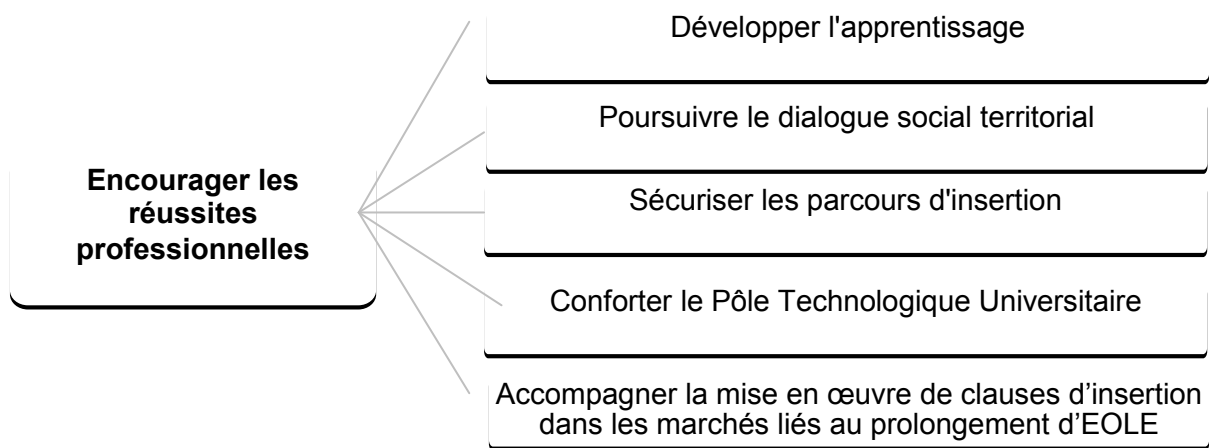 Encourager les
réussites
professionnelles
Développer l'apprentissage
Poursuivre le dialogue social territorial
Sécuriser les parcours d'insertion
Conforter le Pôle Technologique Universitaire
Accompagner la mise en œuvre de clauses d’insertion
dans les marchés liés au prolongement d’EOLE